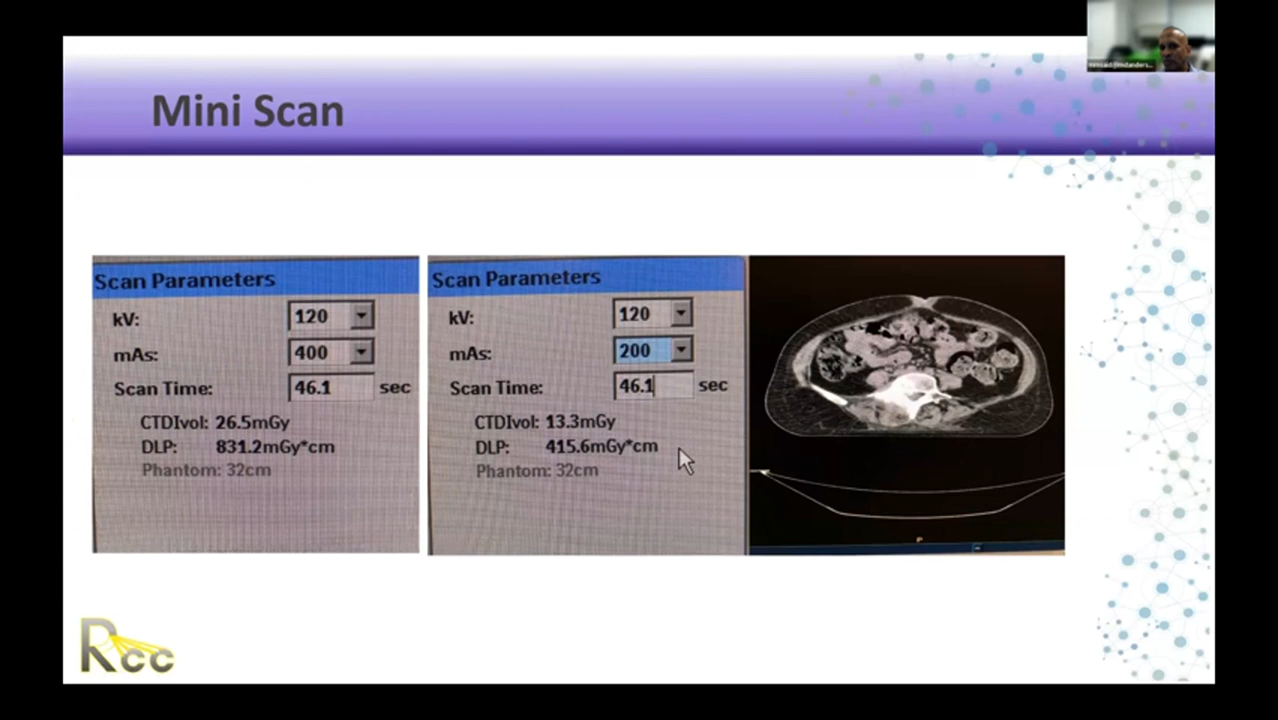 Mini Scan
Scan Parameters
kV: 120
mAs: 400
Scan Time: 46.1 sec
CTDIvol: 26.5mGy
DLP: 831.2mGy*cm
Phantom: 32cm
Scan Parameters
kV: 120
mAs: 200
Scan Time: 46.1 sec
CTDIvol: 13.3mGy
DLP: 415.6mGy*cm
Phantom: 32cm
P
Rcc